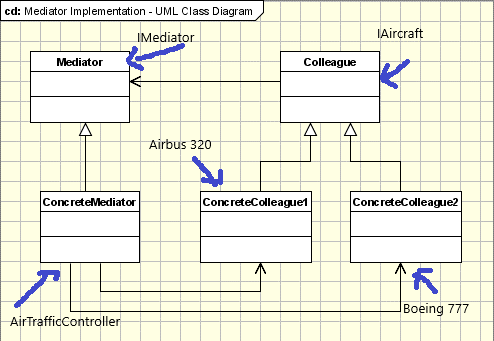 cd: Mediator Implementation - UML Class Diagram
IMediator
IAircraft
Mediator
Colleague
Airbus 320
ConcreteMediator
ConcreteColleague1
ConcreteColleague2
AirTrafficController
Boeing 777